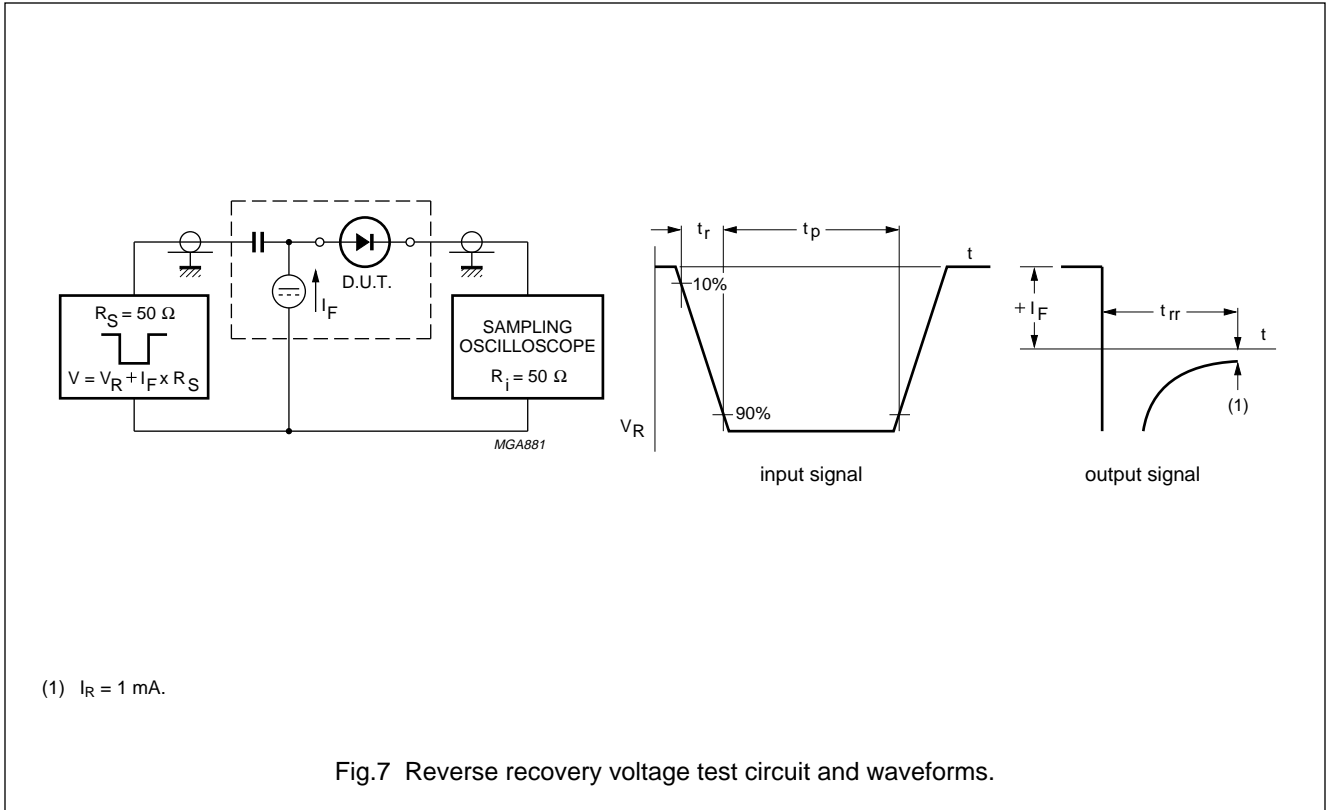 R_S = 50 Ω
V = V_R + I_F x R_S
I_F
D.U.T.
SAMPLING
OSCILLOSCOPE
R_i = 50 Ω
MGA881
t_r
t_p
t
10%
90%
V_R
input signal
+ I_F
t_rr
t
(1)
output signal
(1) I_R = 1 mA.
Fig.7 Reverse recovery voltage test circuit and waveforms.